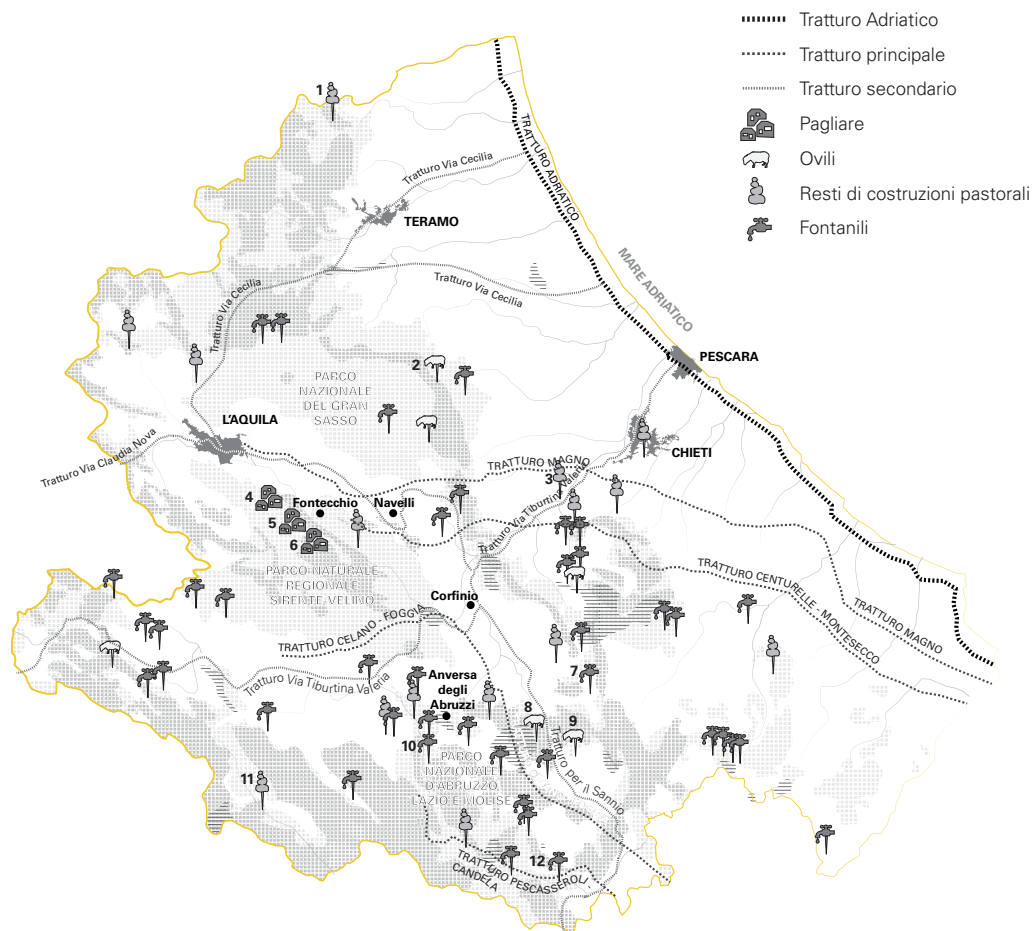 Tratturo Adriatico
Tratturo principale
Tratturo secondario
Pagliare
Ovili
Resti di costruzioni pastorali
Fontanili
1
Tratturo Via Cecilia
TERAMO
TRATTURO ADRIATICO
MARE ADRIATICO
Tratturo Via Cecilia
Tratturo Via Cecilia
PESCARA
2
PARCO
NAZIONALE
DEL GRAN
SASSO
L'AQUILA
CHIETI
Tratturo Via Claudia Nova
TRATTURO MAGNO
3
Tratturo Via Tiburtina Valeria
4
Fontecchio
Navelli
5
6
PARCO NATURALE
REGIONALE
SIRENTE VELINO
TRATTURO CENTURELLE - MONTESECCO
TRATTURO MAGNO
Corfinio
TRATTURO CELANO - FOGGIA
Tratturo Via Tiburtina Valeria
7
Anversa
degli
Abruzzi
8
9
10
Tratturo per il Sannio
PARCO
NAZIONALE
D'ABRUZZO
LAZIO E MOLISE
11
12
TRATTURO PESCASSEROLI
CANDELA